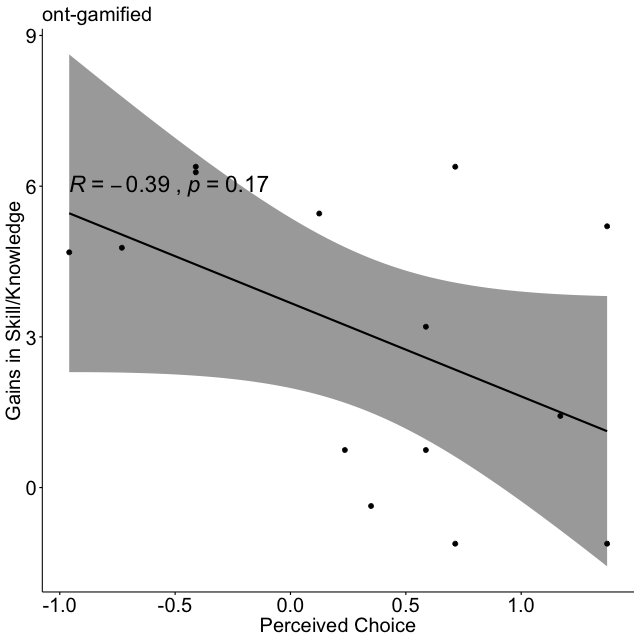 ont-gamified
9
6
3
0
R = −0.39 , p = 0.17
Gains in Skill/Knowledge
-1.0 -0.5 0.0 0.5 1.0
Perceived Choice